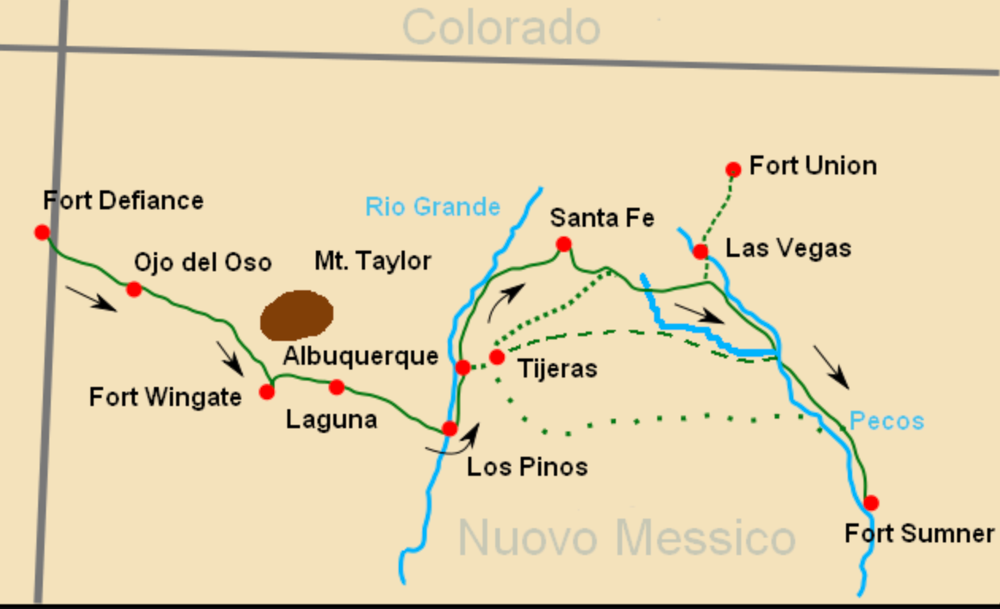 Colorado
Fort Union
Fort Defiance
Rio Grande
Santa Fe
Las Vegas
Ojo del Oso
Mt. Taylor
Albuquerque
Tijeras
Fort Wingate
Laguna
Pecos
Los Pinos
Nuovo Messico
Fort Sumner